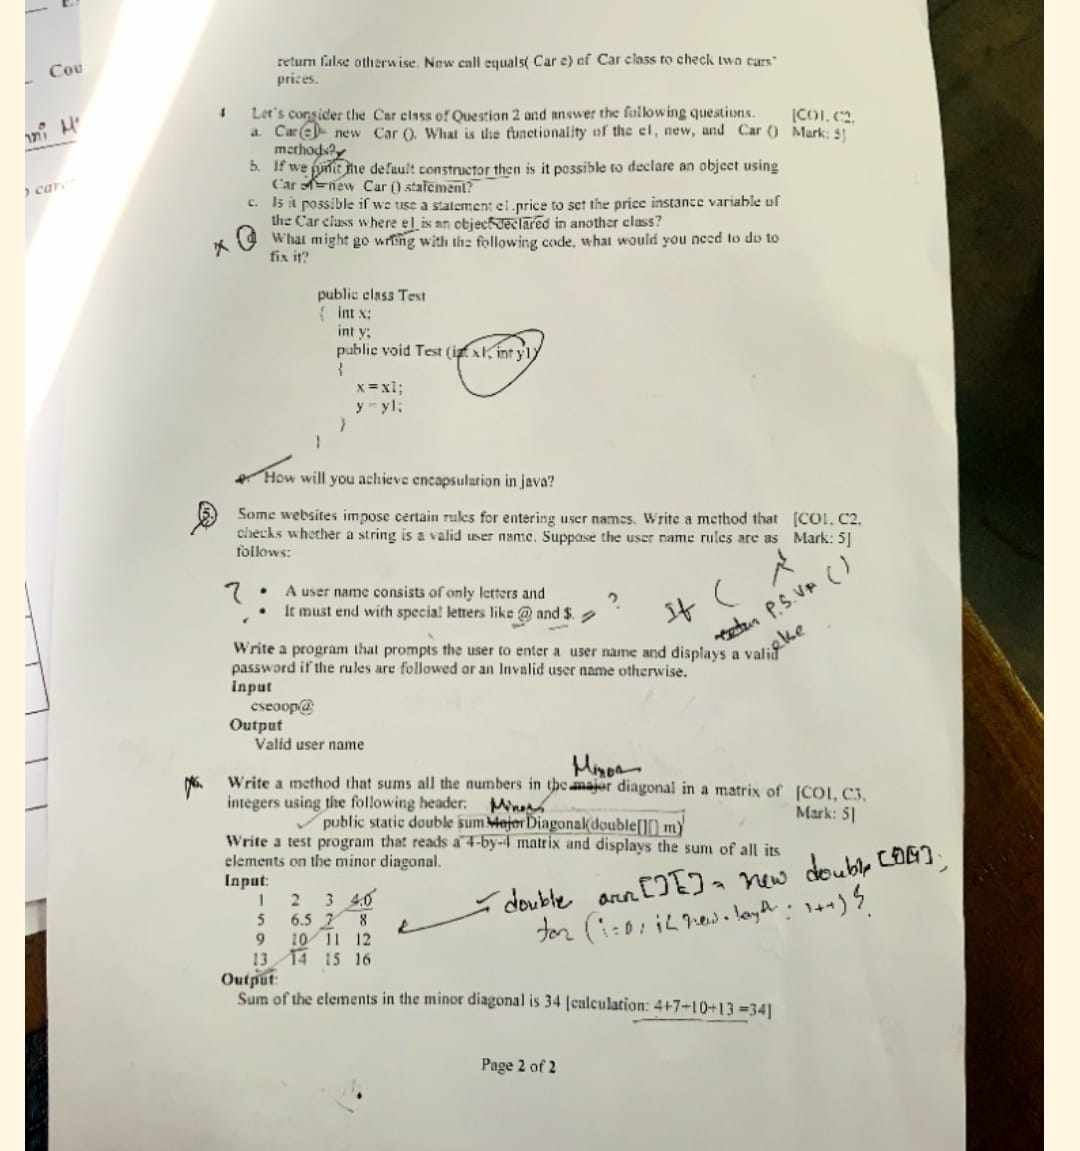 Cou
return false otherwise. Now call equals( Car c) of Car class to check two cars'
prices.
4 Let's consider the Car class of Question 2 and answer the following questions. [CO1, C2,
a. Car c1= new Car (). What is the functionality of the c1, new, and Car () Mark: 5]
methods?
b. If we omit the default constructor then is it possible to declare an object using
Car c1=new Car () statement?
c. Is it possible if we use a statement c1.price to set the price instance variable of
the Car class where c1 is an object declared in another class?
d What might go wrong with the following code, what would you need to do to
fix it?
public class Test
{ int x;
int y;
public void Test (int x1, int y1)
{
x = x1;
y = y1;
}
}
e. How will you achieve encapsulation in java?
5. Some websites impose certain rules for entering user names. Write a method that [CO1, C2,
checks whether a string is a valid user name. Suppose the user name rules are as Mark: 5]
follows:
? • A user name consists of only letters and
• It must end with special letters like @ and $. ?
If (
P.S.VM ()
else
Write a program that prompts the user to enter a user name and displays a valid
password if the rules are followed or an Invalid user name otherwise.
Input
cseoop@
Output
Valid user name
Minor
6. Write a method that sums all the numbers in the major diagonal in a matrix of [CO1, C3,
integers using the following header: Minor Mark: 5]
public static double sumMajorDiagonal(double[][] m)
Write a test program that reads a 4-by-4 matrix and displays the sum of all its
elements on the minor diagonal.
Input:
1 2 3 4.0
5 6.5 7 8
9 10 11 12
13 14 15 16
double arr[][] = new double
for (i=0; i<
Output:
Sum of the elements in the minor diagonal is 34 [calculation: 4+7+10+13 =34]
Page 2 of 2